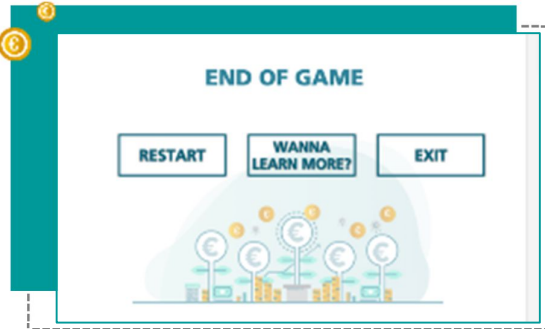 END OF GAME
RESTART
WANNA
LEARN MORE?
EXIT